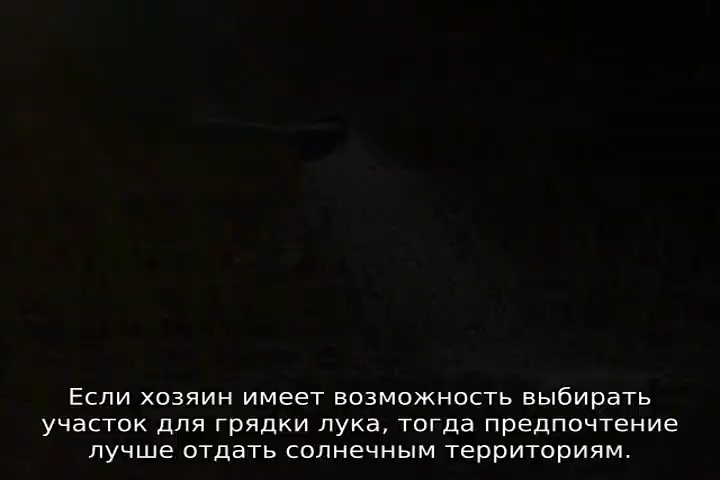 Если хозяин имеет возможность выбирать
участок для грядки лука, тогда предпочтение
лучше отдать солнечным территориям.